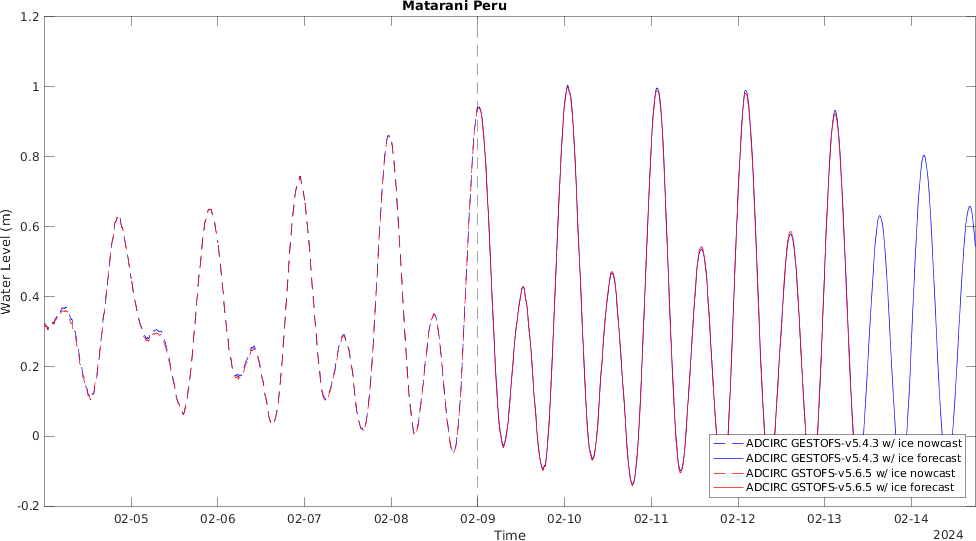 Matarani Peru
1.2
1
0.8
0.6
0.4
0.2
0
-0.2
Water Level (m)
02-05 02-06 02-07 02-08 02-09 02-10 02-11 02-12 02-13 02-14
Time
2024
ADCIRC GESTOFS-v5.4.3 w/ ice nowcast
ADCIRC GESTOFS-v5.4.3 w/ ice forecast
ADCIRC GSTOFS-v5.6.5 w/ ice nowcast
ADCIRC GSTOFS-v5.6.5 w/ ice forecast